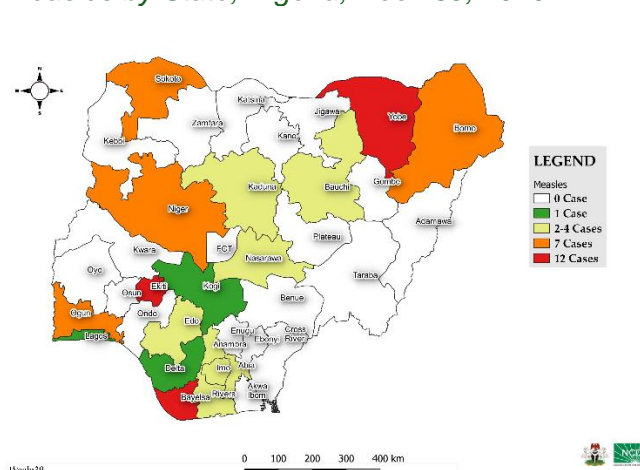 N
S
Sokoto
Katsina
Jigawa
Yobe
Borno
Zamfara
Kano
Kebbi
Gombe
Kaduna
Bauchi
Niger
Adamawa
Plateau
Kwara
FCT
Nasarawa
Taraba
Oyo
Kogi
Ekiti
Osun
Benue
Ogun
Ondo
Edo
Lagos
Enugu
Cross
River
Ebonyi
Anambra
Delta
Imo
Abia
Akwa
Ibom
Rivers
Bayelsa
LEGEND
Measles
0 Case
1 Case
2-4 Cases
7 Cases
12 Cases
0 100 200 300 400 km